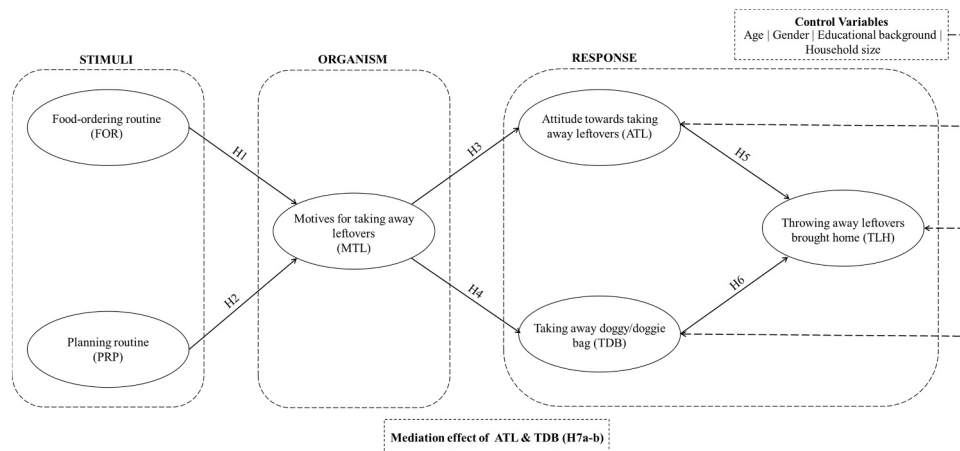 Control Variables
Age | Gender | Educational background |
Household size
STIMULI
ORGANISM
RESPONSE
Food-ordering routine
(FOR)
H1
H3
Attitude towards taking
away leftovers (ATL)
H5
Motives for taking away
leftovers
(MTL)
Throwing away leftovers
brought home (TLH)
H2
H4
H6
Planning routine
(PRP)
Taking away doggy/doggie
bag (TDB)
Mediation effect of ATL & TDB (H7a-b)